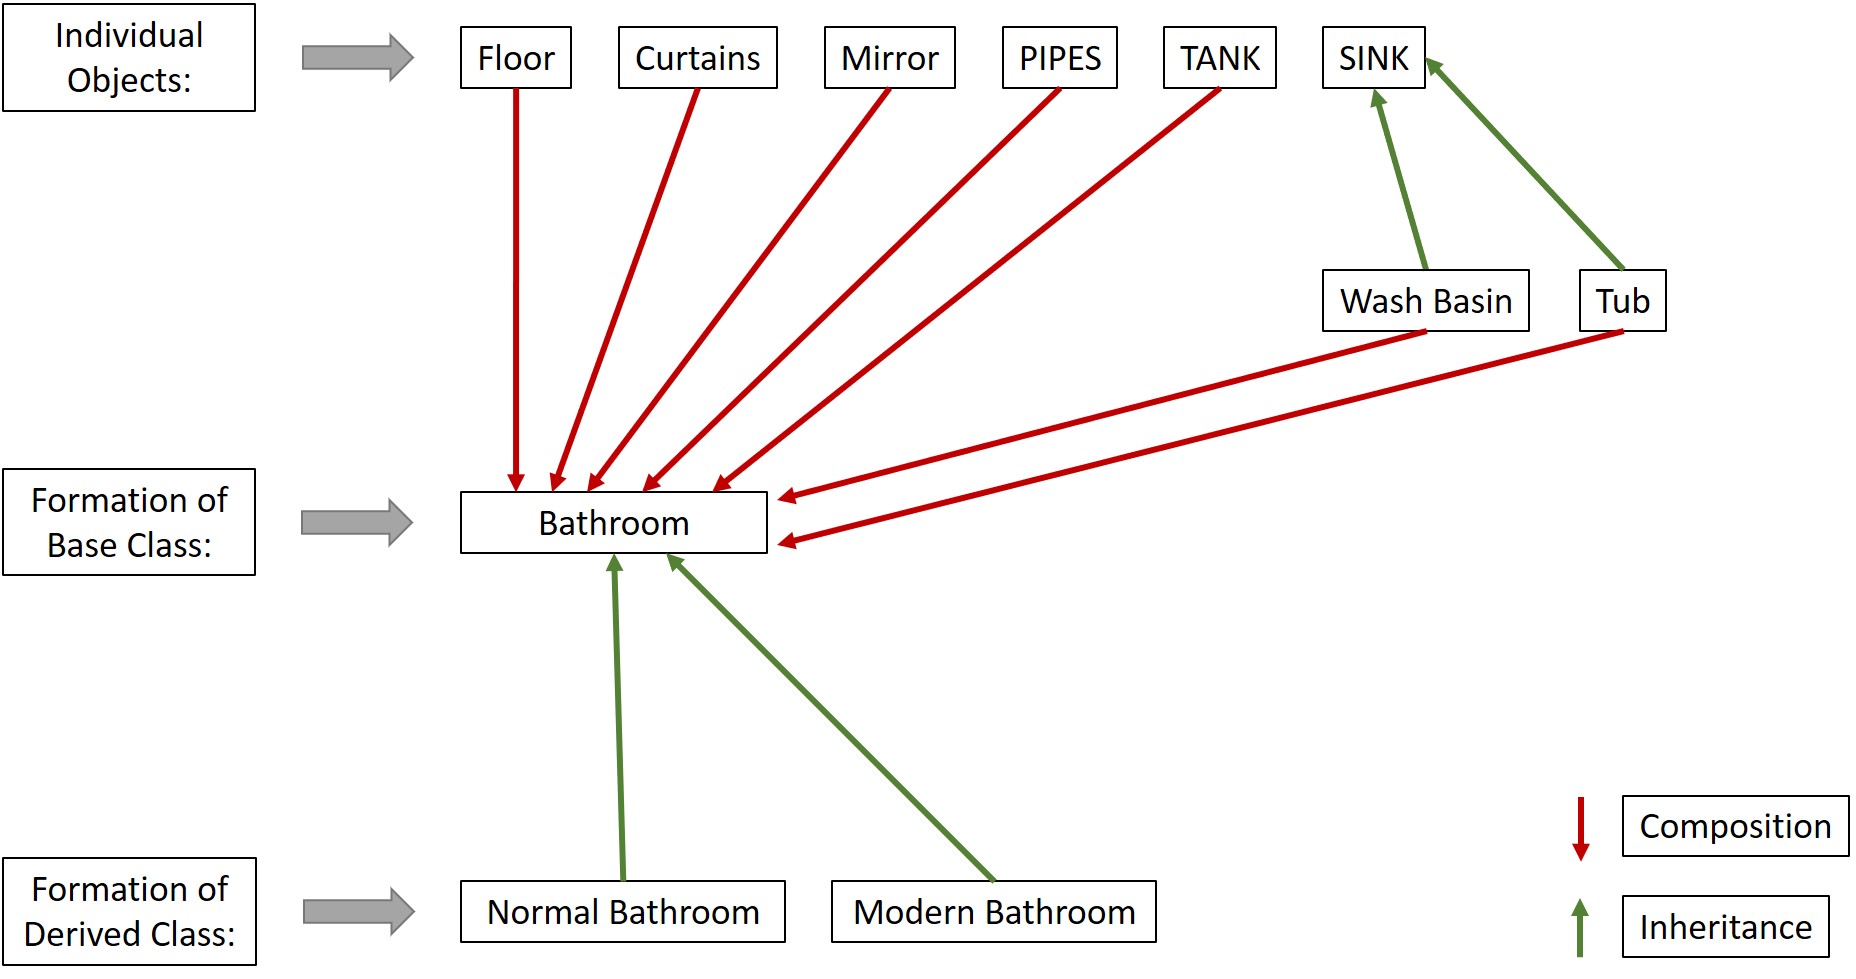 Individual
Objects:
Floor
Curtains
Mirror
PIPES
TANK
SINK
Wash Basin
Tub
Formation of
Base Class:
Bathroom
Formation of
Derived Class:
Normal Bathroom
Modern Bathroom
Composition
Inheritance